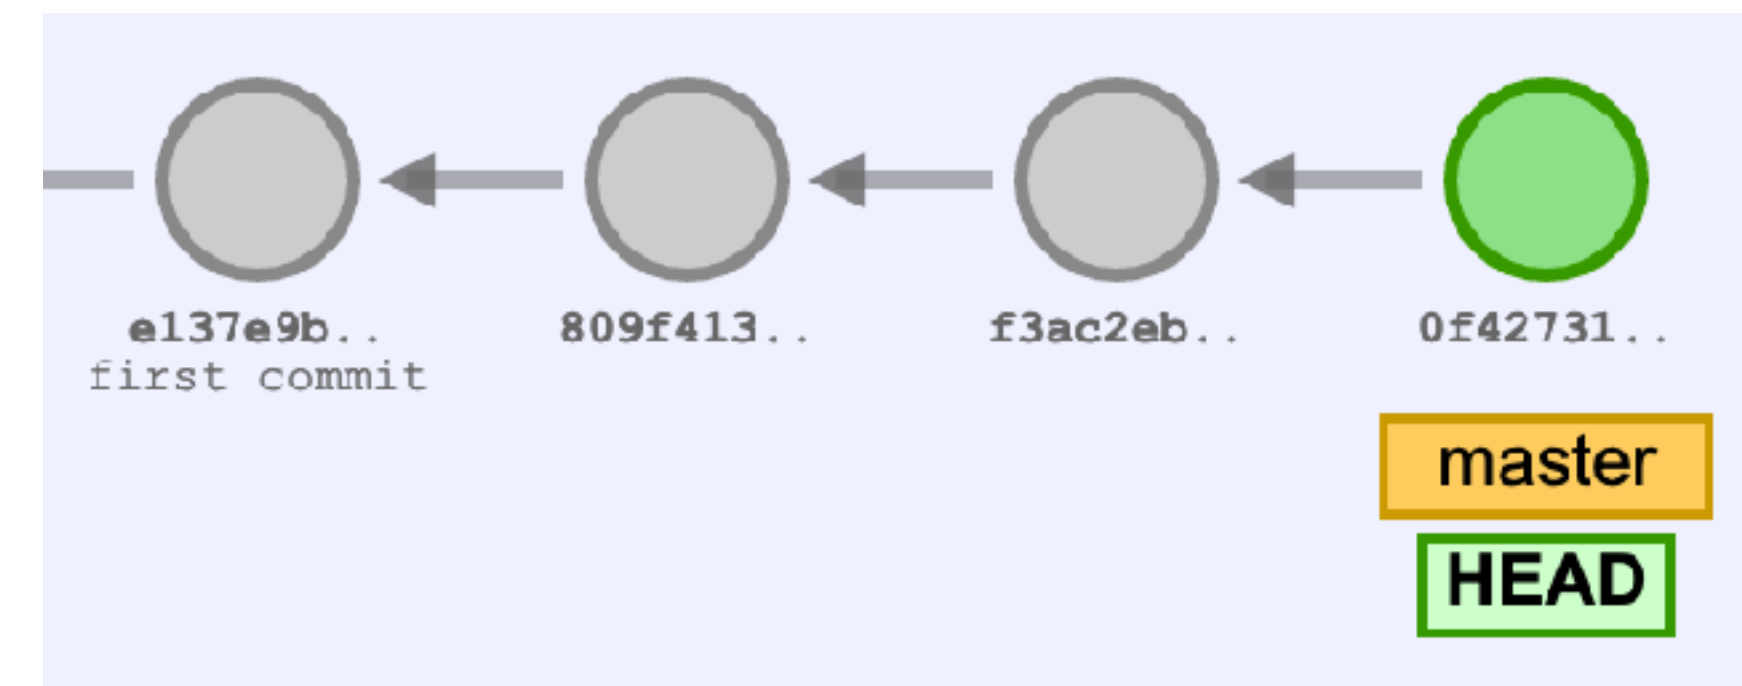 e137e9b..
first commit
809f413..
f3ac2eb..
0f42731..
master
HEAD